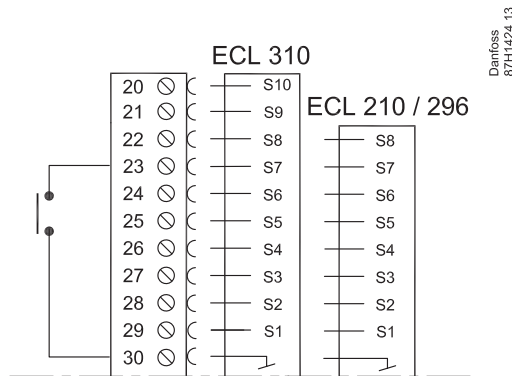 Danfoss
87H1424.13
ECL 310
ECL 210 / 296
20 S10
21 S9
22 S8 S8
23 S7 S7
24 S6 S6
25 S5 S5
26 S4 S4
27 S3 S3
28 S2 S2
29 S1 S1
30